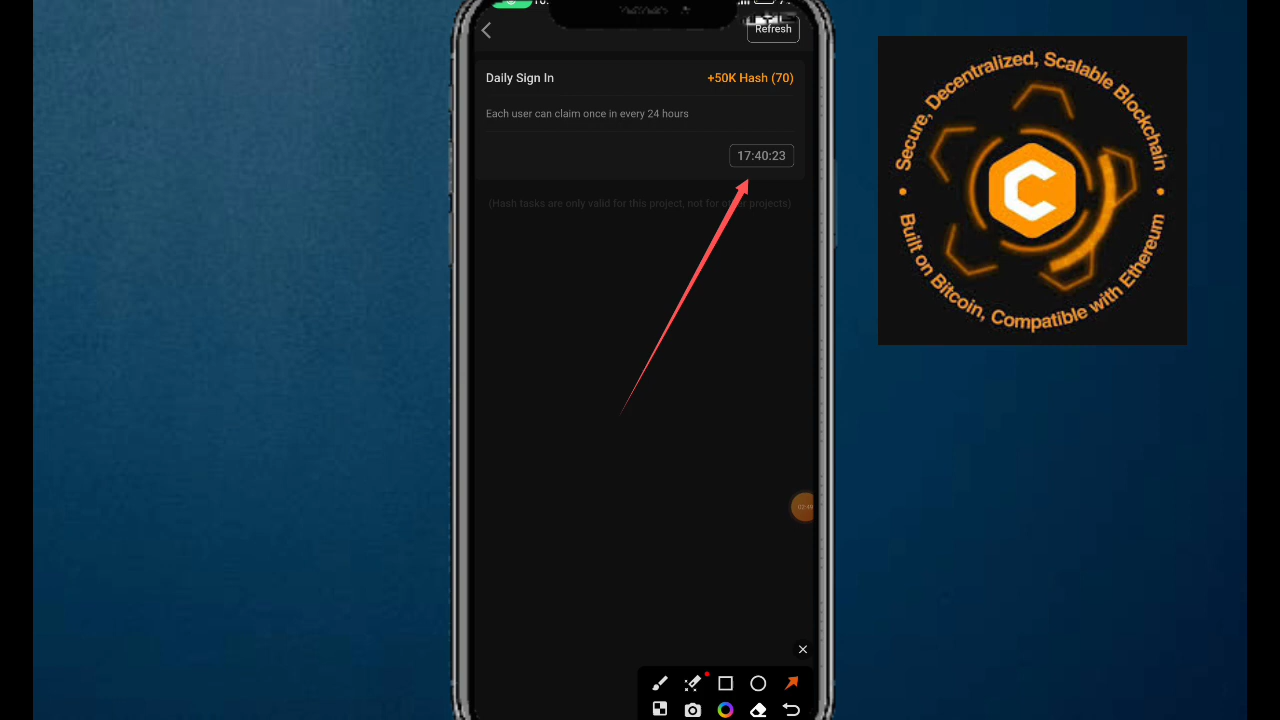 Refresh
Daily Sign In
+50K Hash (70)
Each user can claim once in every 24 hours
17:40:23
(Hash tasks are only valid for this project, not for other projects)
02:49
Secure, Decentralized, Scalable Blockchain
Built on Bitcoin, Compatible with Ethereum